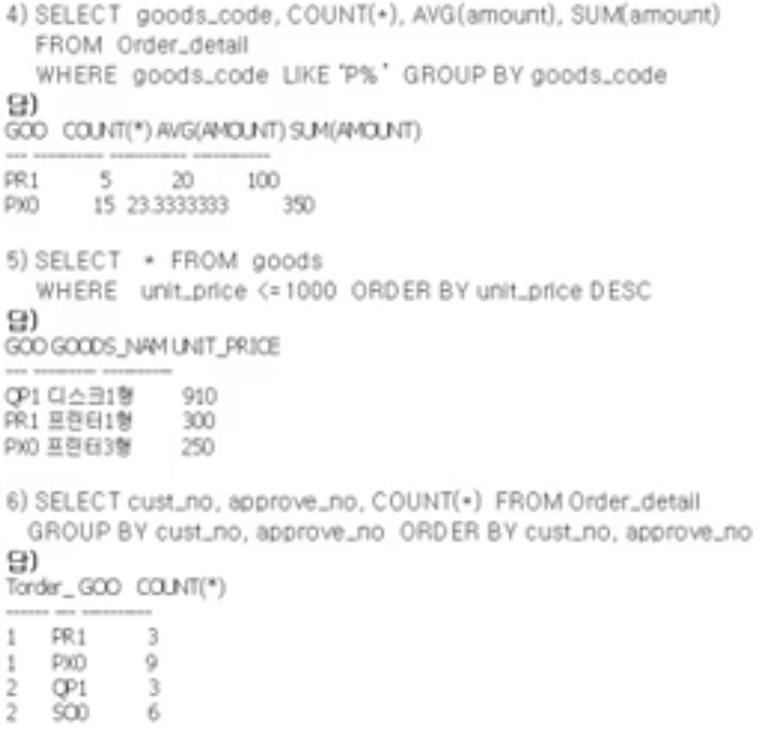 4) SELECT goods_code, COUNT(*), AVG(amount), SUM(amount)
FROM Order_detail
WHERE goods_code LIKE 'P%' GROUP BY goods_code
답)
GOO COUNT(*) AVG(AMOUNT) SUM(AMOUNT)
--- ---------- ----------- -----------
PR1 5 20 100
PX0 15 23.3333333 350
5) SELECT * FROM goods
WHERE unit_price <= 1000 ORDER BY unit_price DESC
답)
GOO GOODS_NAM UNIT_PRICE
--- --------- ----------
QP1 디스크1형 910
PR1 프린터1형 300
PX0 프린터3형 250
6) SELECT cust_no, approve_no, COUNT(*) FROM Order_detail
GROUP BY cust_no, approve_no ORDER BY cust_no, approve_no
답)
Torder_ GOO COUNT(*)
------ --- ----------
1 PR1 3
1 PX0 9
2 QP1 3
2 SO0 6